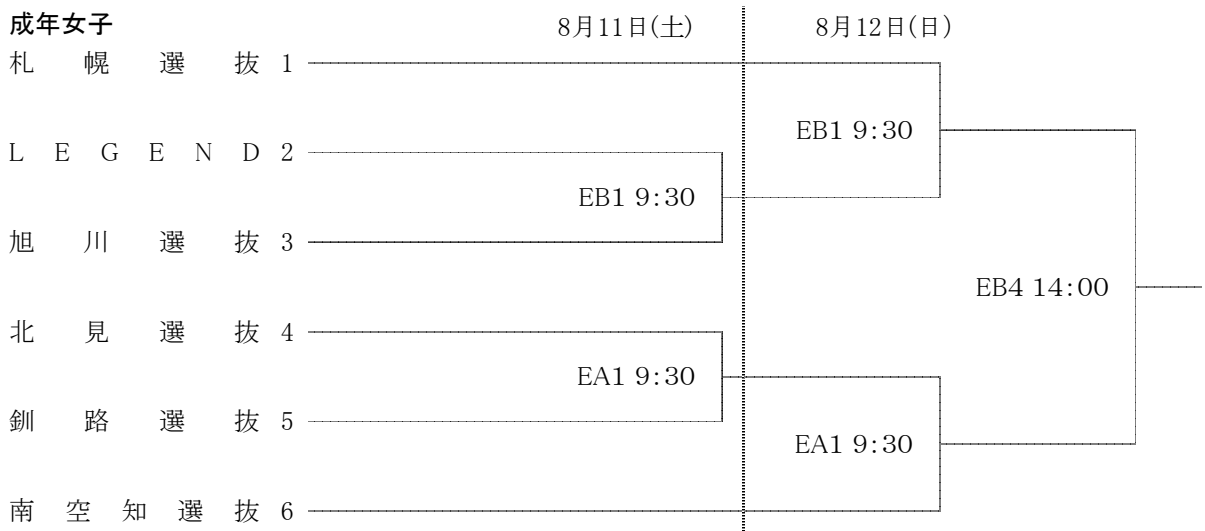 成年女子 8月11日(土) 8月12日(日)
札幌選抜 1
EB1 9:30
LEGEND 2
EB1 9:30
旭川選抜 3
EB4 14:00
北見選抜 4
EA1 9:30
釧路選抜 5
EA1 9:30
南空知選抜 6